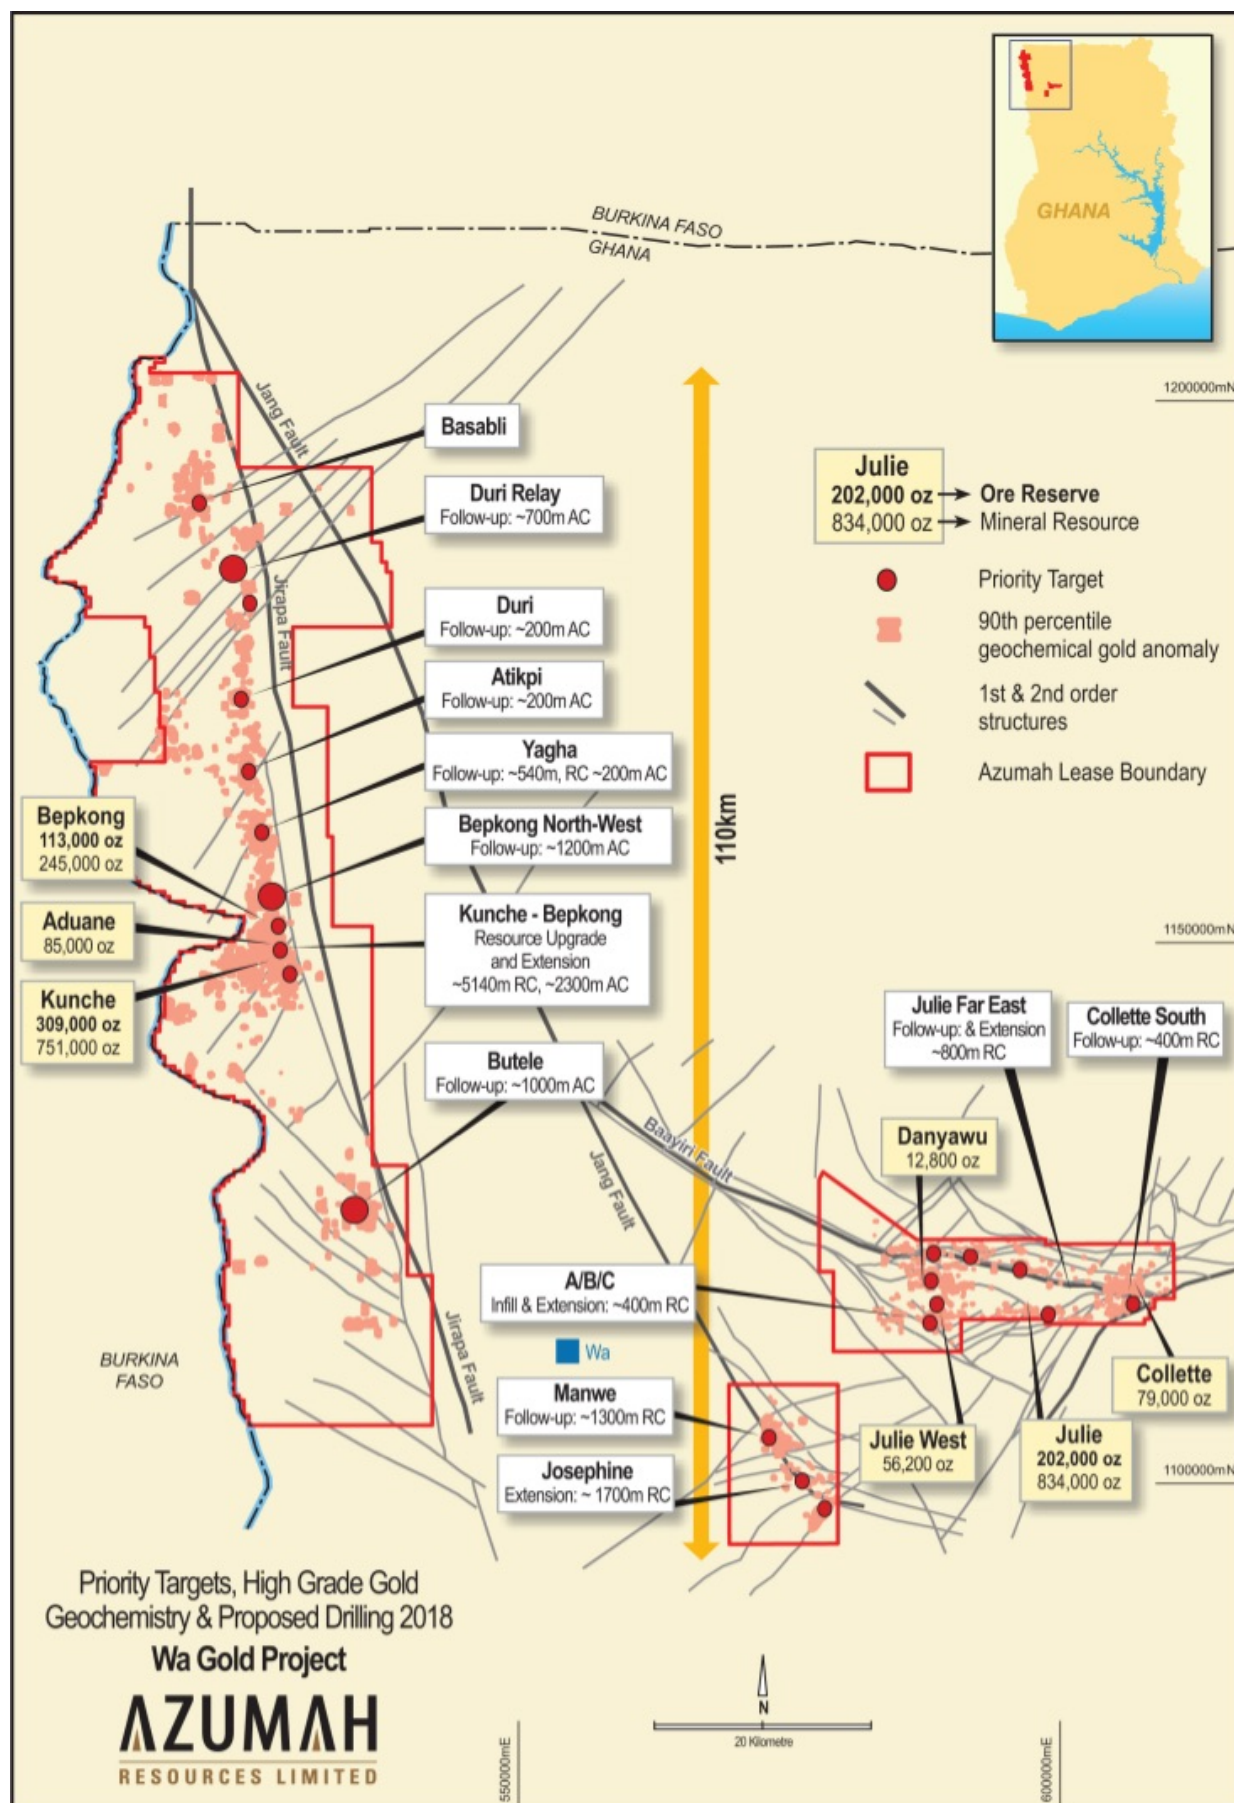 BURKINA FASO
GHANA
GHANA
1200000mN
Jang Fault
Basabli
Duri Relay
Follow-up: ~700m AC
Jirapa Fault
Duri
Follow-up: ~200m AC
Atikpi
Follow-up: ~200m AC
Yagha
Follow-up: ~540m, RC ~200m AC
Bepkong North-West
Follow-up: ~1200m AC
Kunche - Bepkong
Resource Upgrade
and Extension
~5140m RC, ~2300m AC
Butele
Follow-up: ~1000m AC
Bepkong
113,000 oz
245,000 oz
Aduane
85,000 oz
Kunche
309,000 oz
751,000 oz
110km
Julie
202,000 oz
834,000 oz
Ore Reserve
Mineral Resource
Priority Target
90th percentile
geochemical gold anomaly
1st & 2nd order
structures
Azumah Lease Boundary
1150000mN
Julie Far East
Follow-up: & Extension
~800m RC
Collette South
Follow-up: ~400m RC
Baayiri Fault
Jang Fault
Danyawu
12,800 oz
A/B/C
Infill & Extension: ~400m RC
Wa
Jirapa Fault
BURKINA
FASO
Manwe
Follow-up: ~1300m RC
Josephine
Extension: ~ 1700m RC
Collette
79,000 oz
Julie West
56,200 oz
Julie
202,000 oz
834,000 oz
1100000mN
Priority Targets, High Grade Gold
Geochemistry & Proposed Drilling 2018
Wa Gold Project
AZUMAH
RESOURCES LIMITED
N
20 Kilometre
550000mE
600000mE